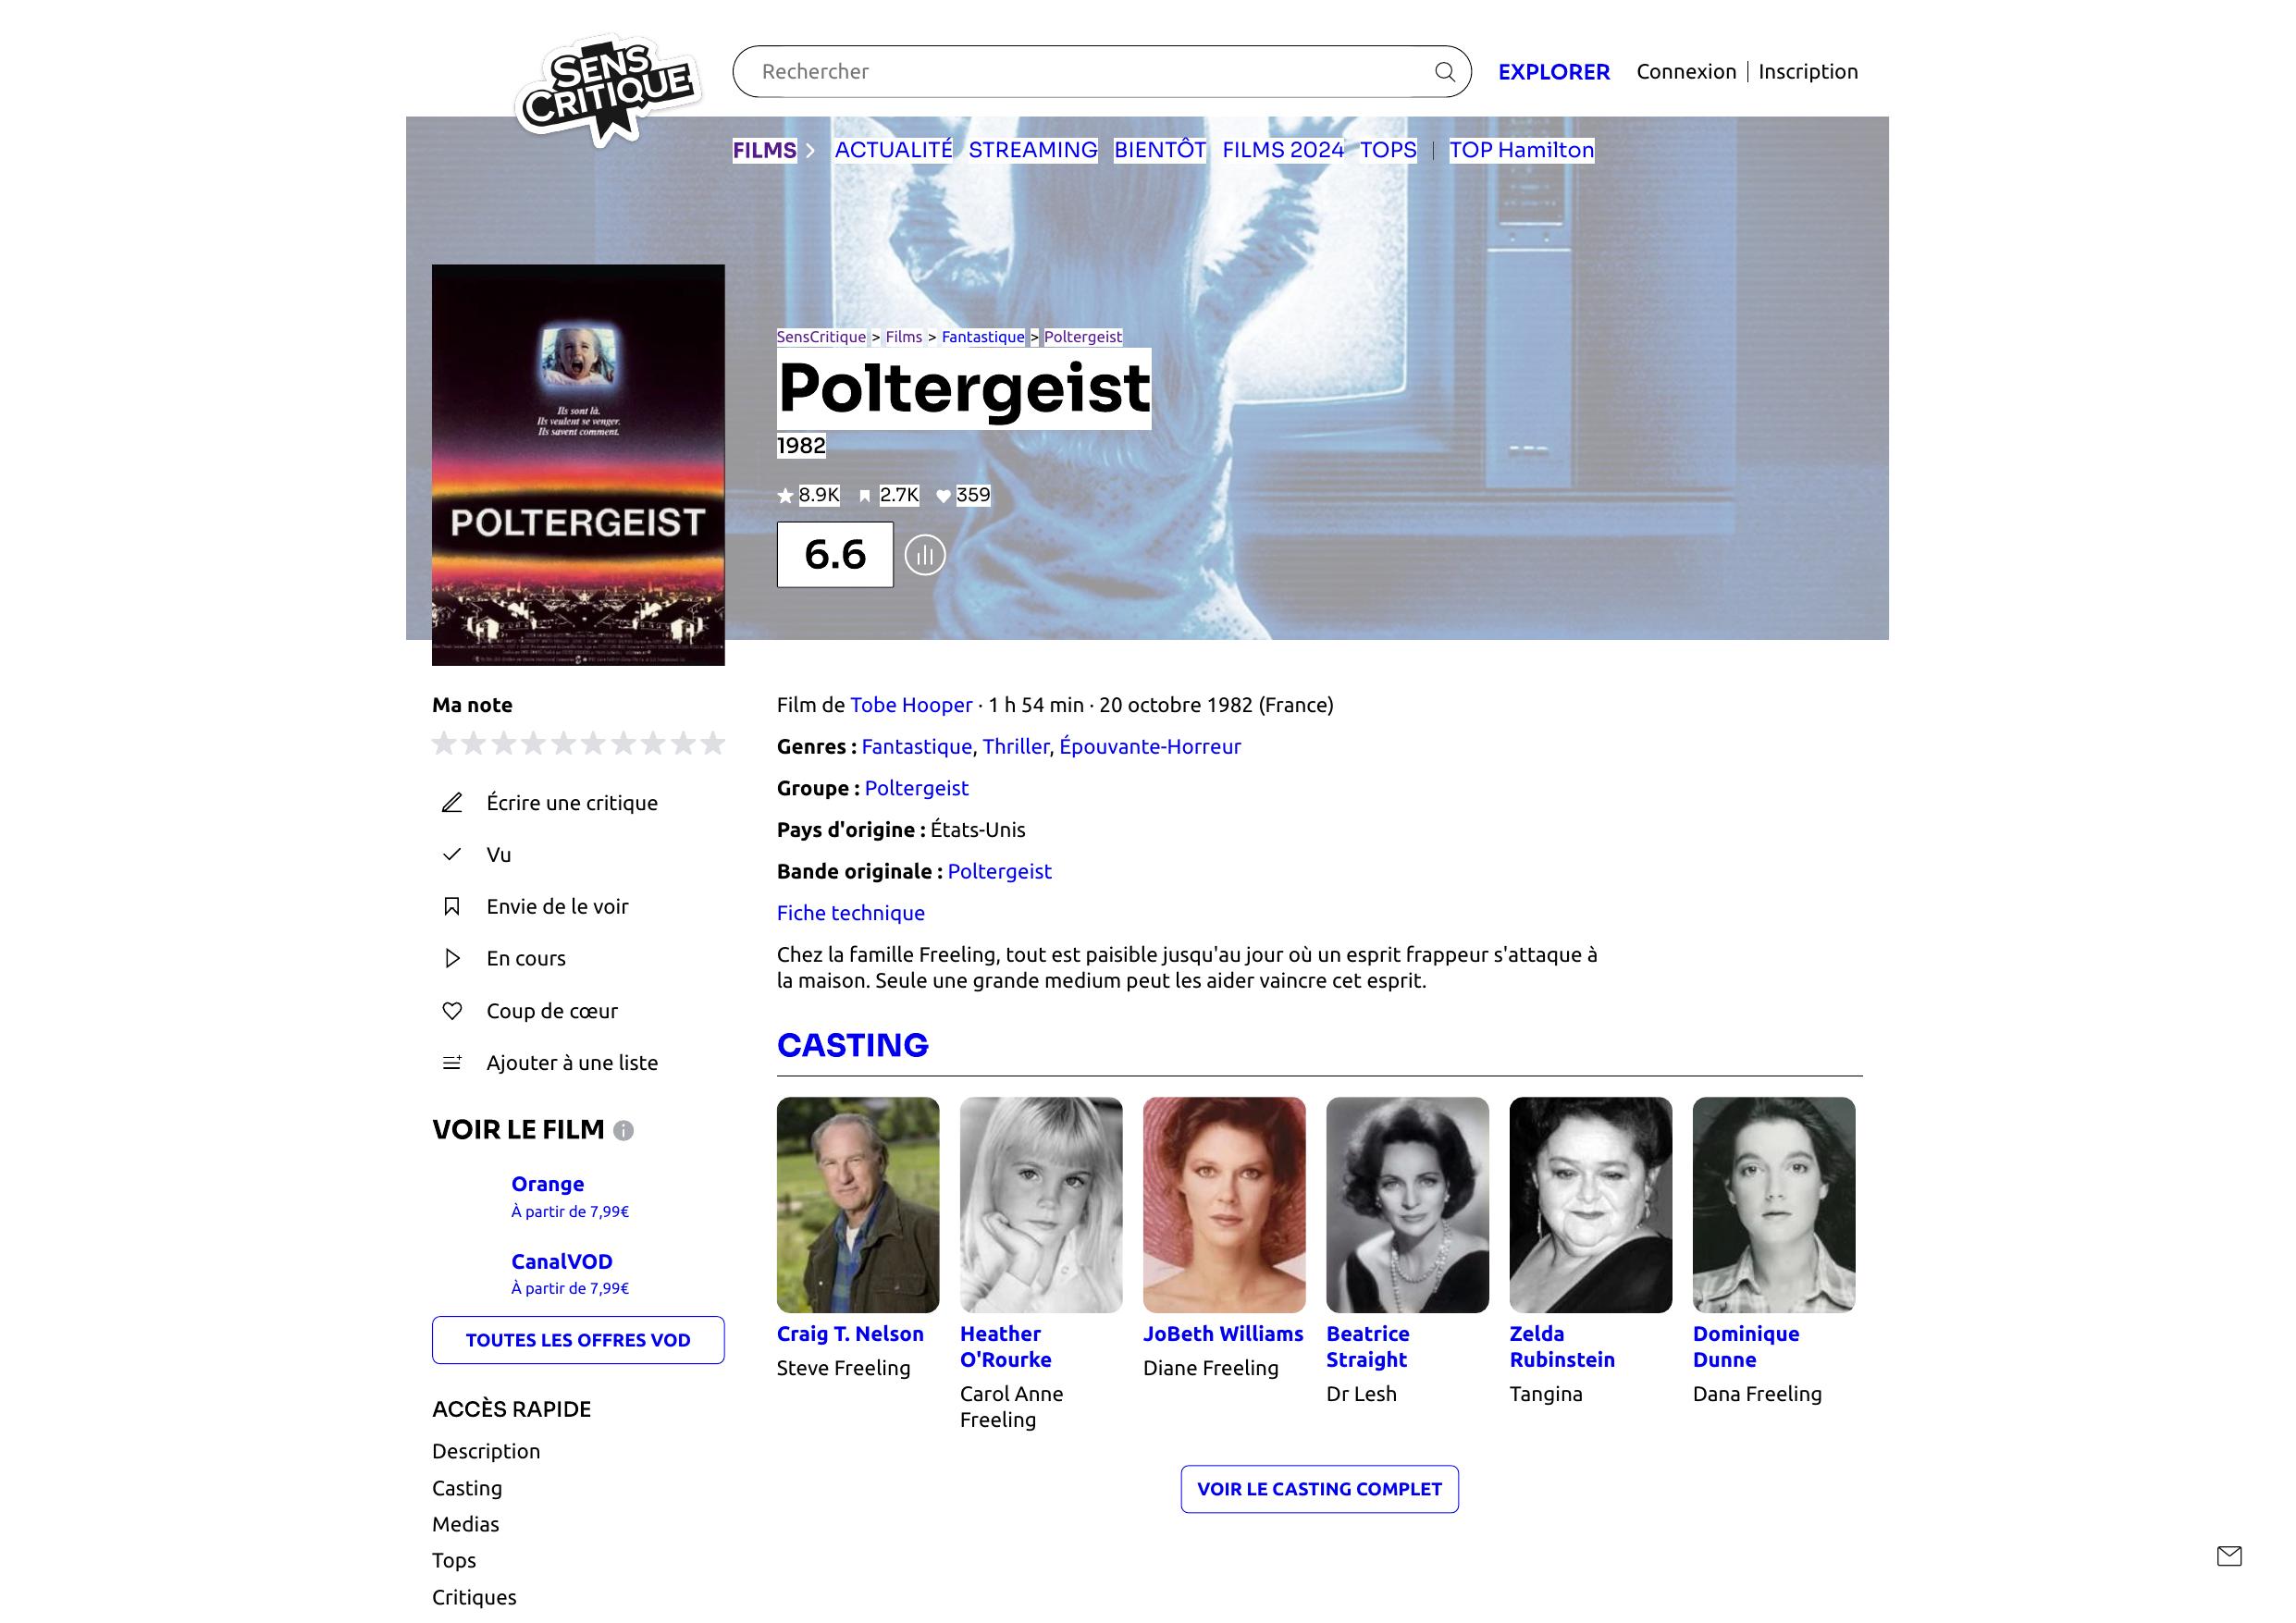 SENS
CRITIQUE
Rechercher
EXPLORER
Connexion | Inscription
FILMS
ACTUALITÉ
STREAMING
BIENTÔT
FILMS 2024
TOPS
TOP Hamilton
Ils sont là.
Ils veulent se venger.
Ils savent comment.
POLTERGEIST
SensCritique > Films > Fantastique > Poltergeist
Poltergeist
1982
8.9K 2.7K 359
6.6
Ma note
Écrire une critique
Vu
Envie de le voir
En cours
Coup de cœur
Ajouter à une liste
VOIR LE FILM
Orange
À partir de 7,99€
CanalVOD
À partir de 7,99€
TOUTES LES OFFRES VOD
ACCÈS RAPIDE
Description
Casting
Medias
Tops
Critiques
Film de Tobe Hooper · 1 h 54 min · 20 octobre 1982 (France)
Genres : Fantastique, Thriller, Épouvante-Horreur
Groupe : Poltergeist
Pays d'origine : États-Unis
Bande originale : Poltergeist
Fiche technique
Chez la famille Freeling, tout est paisible jusqu'au jour où un esprit frappeur s'attaque à
la maison. Seule une grande medium peut les aider vaincre cet esprit.
CASTING
Craig T. Nelson
Steve Freeling
Heather
O'Rourke
Carol Anne
Freeling
JoBeth Williams
Diane Freeling
Beatrice
Straight
Dr Lesh
Zelda
Rubinstein
Tangina
Dominique
Dunne
Dana Freeling
VOIR LE CASTING COMPLET